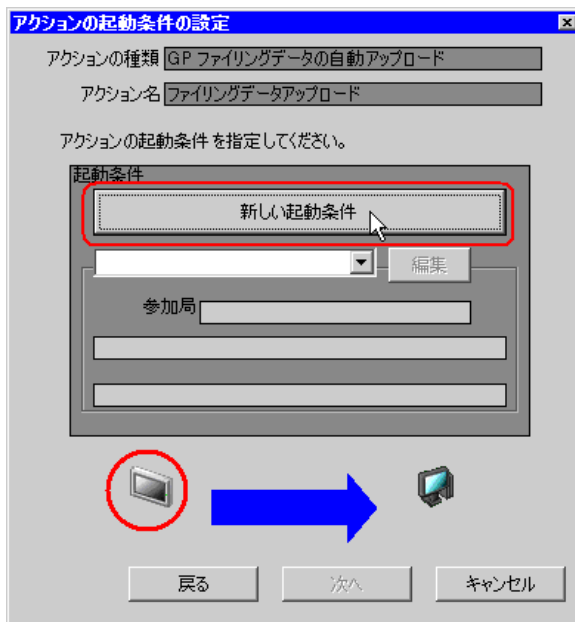 アクションの起動条件の設定
アクションの種類 GP ファイリングデータの自動アップロード
アクション名 ファイリングデータアップロード
アクションの起動条件を指定してください。
起動条件
新しい起動条件
編集
参加局
戻る 次へ キャンセル